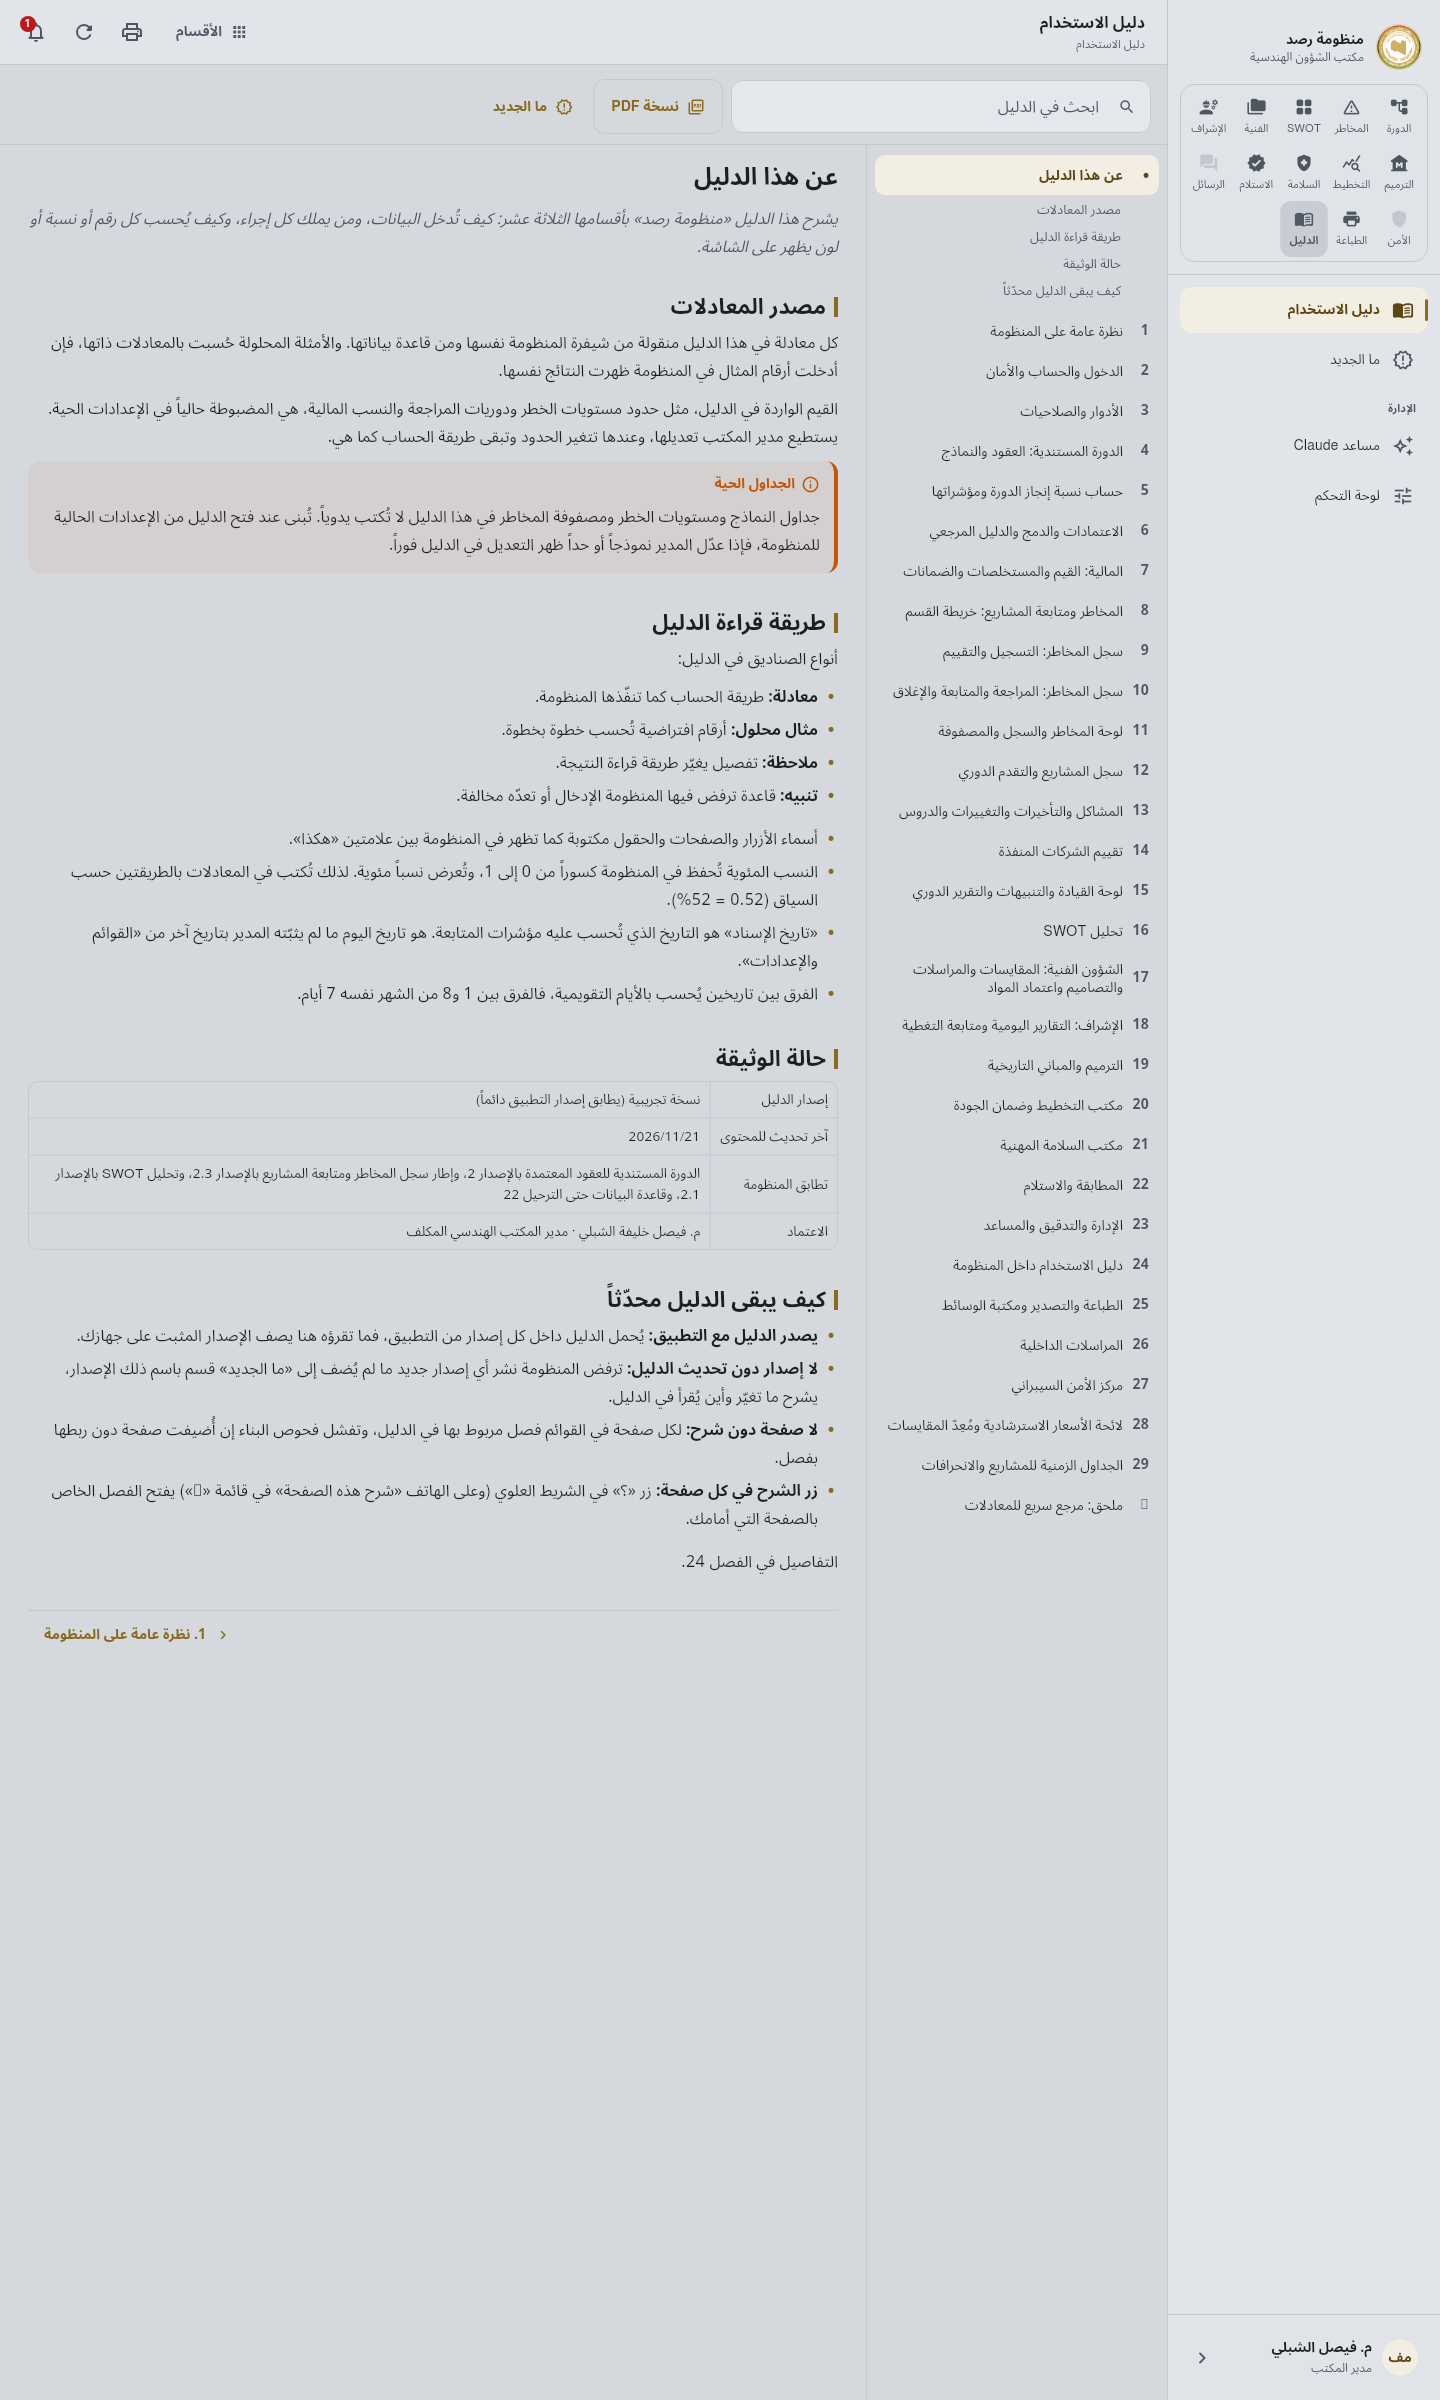 منظومة رصد
مكتب الشؤون الهندسية
الدورة
المخاطر
SWOT
الفنية
الإشراف
الترميم
التخطيط
السلامة
الاستلام
الرسائل
الأمن
الطباعة
الدليل
دليل الاستخدام
ما الجديد
الإدارة
مساعد Claude
لوحة التحكم
م. فيصل الشبلي
مدير المكتب
مف
دليل الاستخدام
دليل الاستخدام
الأقسام
1
ابحث في الدليل
نسخة PDF
ما الجديد
• عن هذا الدليل
مصدر المعادلات
طريقة قراءة الدليل
حالة الوثيقة
كيف يبقى الدليل محدّثاً
1 نظرة عامة على المنظومة
2 الدخول والحساب والأمان
3 الأدوار والصلاحيات
4 الدورة المستندية: العقود والنماذج
5 حساب نسبة إنجاز الدورة ومؤشراتها
6 الاعتمادات والدمج والدليل المرجعي
7 المالية: القيم والمستخلصات والضمانات
8 المخاطر ومتابعة المشاريع: خريطة القسم
9 سجل المخاطر: التسجيل والتقييم
10 سجل المخاطر: المراجعة والمتابعة والإغلاق
11 لوحة المخاطر والسجل والمصفوفة
12 سجل المشاريع والتقدم الدوري
13 المشاكل والتأخيرات والتغييرات والدروس
14 تقييم الشركات المنفذة
15 لوحة القيادة والتنبيهات والتقرير الدوري
16 تحليل SWOT
17 الشؤون الفنية: المقايسات والمراسلات
والتصاميم واعتماد المواد
18 الإشراف: التقارير اليومية ومتابعة التغطية
19 الترميم والمباني التاريخية
20 مكتب التخطيط وضمان الجودة
21 مكتب السلامة المهنية
22 المطابقة والاستلام
23 الإدارة والتدقيق والمساعد
24 دليل الاستخدام داخل المنظومة
25 الطباعة والتصدير ومكتبة الوسائط
26 المراسلات الداخلية
27 مركز الأمن السيبراني
28 لائحة الأسعار الاسترشادية ومُعِدّ المقايسات
29 الجداول الزمنية للمشاريع والانحرافات
ملحق: مرجع سريع للمعادلات
عن هذا الدليل
يشرح هذا الدليل «منظومة رصد» بأقسامها الثلاثة عشر: كيف تُدخل البيانات، ومن يملك كل إجراء، وكيف يُحسب كل رقم أو نسبة أو
لون يظهر على الشاشة.
مصدر المعادلات
كل معادلة في هذا الدليل منقولة من شيفرة المنظومة نفسها ومن قاعدة بياناتها. والأمثلة المحلولة حُسبت بالمعادلات ذاتها، فإن
أدخلت أرقام المثال في المنظومة ظهرت النتائج نفسها.
القيم الواردة في الدليل، مثل حدود مستويات الخطر ودوريات المراجعة والنسب المالية، هي المضبوطة حالياً في الإعدادات الحية.
يستطيع مدير المكتب تعديلها، وعندها تتغير الحدود وتبقى طريقة الحساب كما هي.
الجداول الحية
جداول النماذج ومستويات الخطر ومصفوفة المخاطر في هذا الدليل لا تُكتب يدوياً. تُبنى عند فتح الدليل من الإعدادات الحالية
للمنظومة، فإذا عدّل المدير نموذجاً أو حداً ظهر التعديل في الدليل فوراً.
طريقة قراءة الدليل
أنواع الصناديق في الدليل:
• معادلة: طريقة الحساب كما تنفّذها المنظومة.
• مثال محلول: أرقام افتراضية تُحسب خطوة بخطوة.
• ملاحظة: تفصيل يغيّر طريقة قراءة النتيجة.
• تنبيه: قاعدة ترفض فيها المنظومة الإدخال أو تعدّه مخالفة.
• أسماء الأزرار والصفحات والحقول مكتوبة كما تظهر في المنظومة بين علامتين «هكذا».
• النسب المئوية تُحفظ في المنظومة كسوراً من 0 إلى 1، وتُعرض نسباً مئوية. لذلك تُكتب في المعادلات بالطريقتين حسب
السياق (0.52 = 52%).
• «تاريخ الإسناد» هو التاريخ الذي تُحسب عليه مؤشرات المتابعة. هو تاريخ اليوم ما لم يثبّته المدير بتاريخ آخر من «القوائم
والإعدادات».
• الفرق بين تاريخين يُحسب بالأيام التقويمية، فالفرق بين 1 و8 من الشهر نفسه 7 أيام.
حالة الوثيقة
إصدار الدليل نسخة تجريبية (يطابق إصدار التطبيق دائماً)
آخر تحديث للمحتوى 2026/11/21
تطابق المنظومة الدورة المستندية للعقود المعتمدة بالإصدار 2، وإطار سجل المخاطر ومتابعة المشاريع بالإصدار 2.3، وتحليل SWOT بالإصدار
2.1، وقاعدة البيانات حتى الترحيل 22
الاعتماد م. فيصل خليفة الشبلي · مدير المكتب الهندسي المكلف
كيف يبقى الدليل محدّثاً
• يصدر الدليل مع التطبيق: يُحمل الدليل داخل كل إصدار من التطبيق، فما تقرؤه هنا يصف الإصدار المثبت على جهازك.
• لا إصدار دون تحديث الدليل: ترفض المنظومة نشر أي إصدار جديد ما لم يُضف إلى «ما الجديد» قسم باسم ذلك الإصدار،
يشرح ما تغيّر وأين يُقرأ في الدليل.
• لا صفحة دون شرح: لكل صفحة في القوائم فصل مربوط بها في الدليل، وتفشل فحوص البناء إن أُضيفت صفحة دون ربطها
بفصل.
• زر الشرح في كل صفحة: زر «؟» في الشريط العلوي (وعلى الهاتف «شرح هذه الصفحة» في قائمة «») يفتح الفصل الخاص
بالصفحة التي أمامك.
التفاصيل في الفصل 24.
1. نظرة عامة على المنظومة